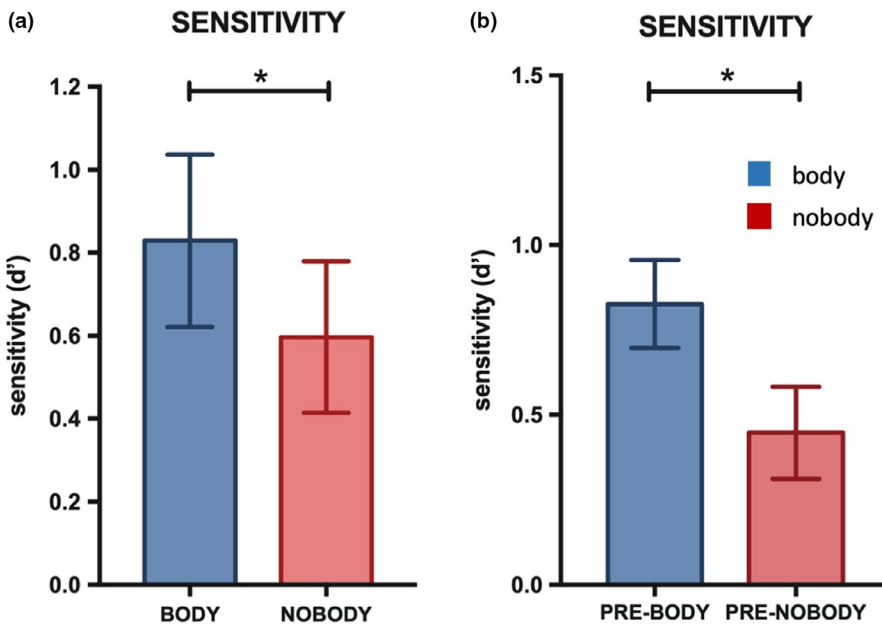 (a)
SENSITIVITY
*
1.2
1.0
0.8
0.6
0.4
0.2
0.0
sensitivity (d’)
BODY NOBODY
(b)
SENSITIVITY
*
1.5
1.0
0.5
0.0
sensitivity (d’)
body
nobody
PRE-BODY PRE-NOBODY